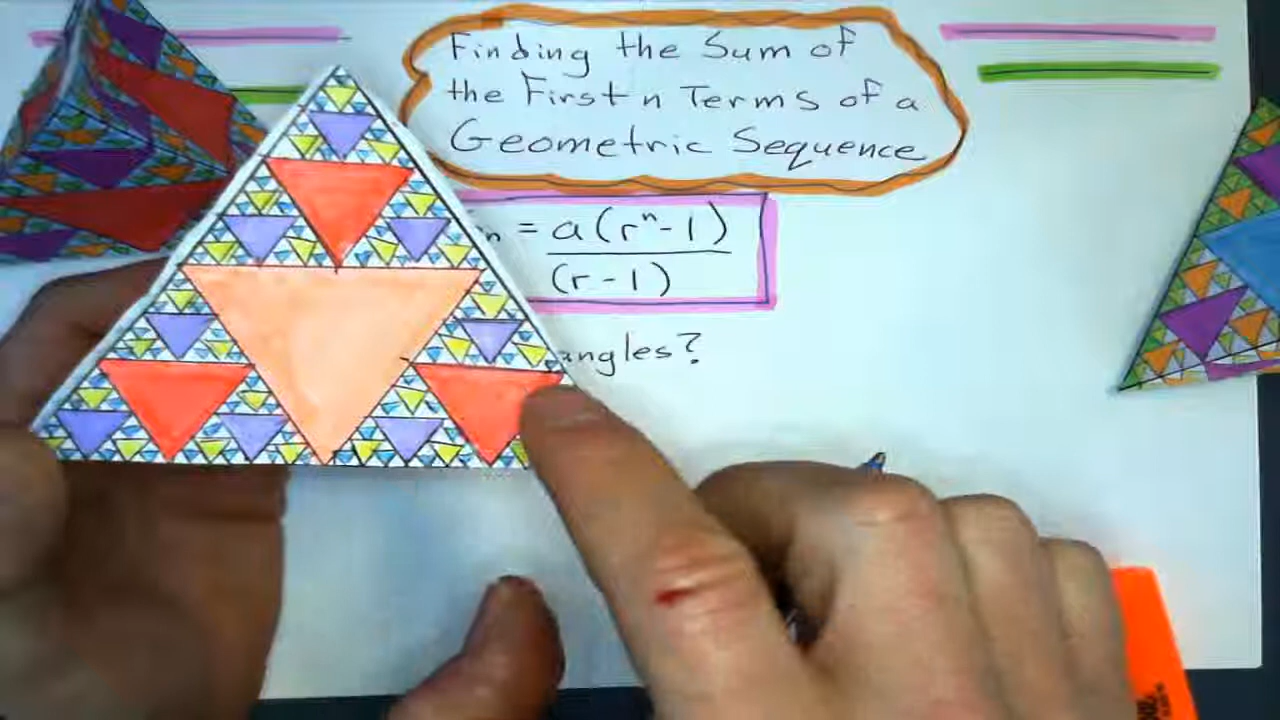 Finding the Sum of
the First n Terms of a
Geometric Sequence
n = a(rⁿ-1)
(r-1)
angles?